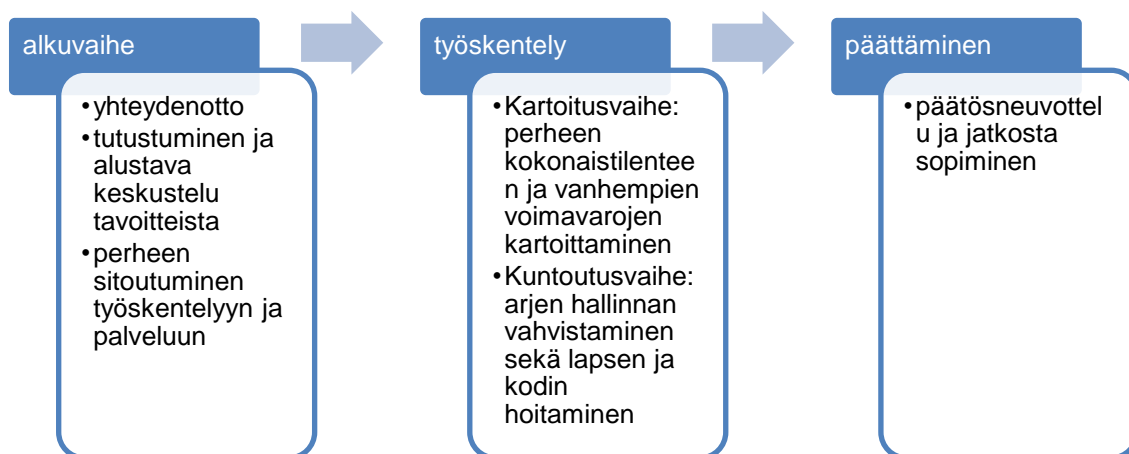 alkuvaihe
•yhteydenotto
•tutustuminen ja
alustava
keskustelu
tavoitteista
•perheen
sitoutuminen
työskentelyyn ja
palveluun
työskentely
•Kartoitusvaihe:
perheen
kokonaistilentee
n ja vanhempien
voimavarojen
kartoittaminen
•Kuntoutusvaihe:
arjen hallinnan
vahvistaminen
sekä lapsen ja
kodin
hoitaminen
päättäminen
•päätösneuvottel
u ja jatkosta
sopiminen